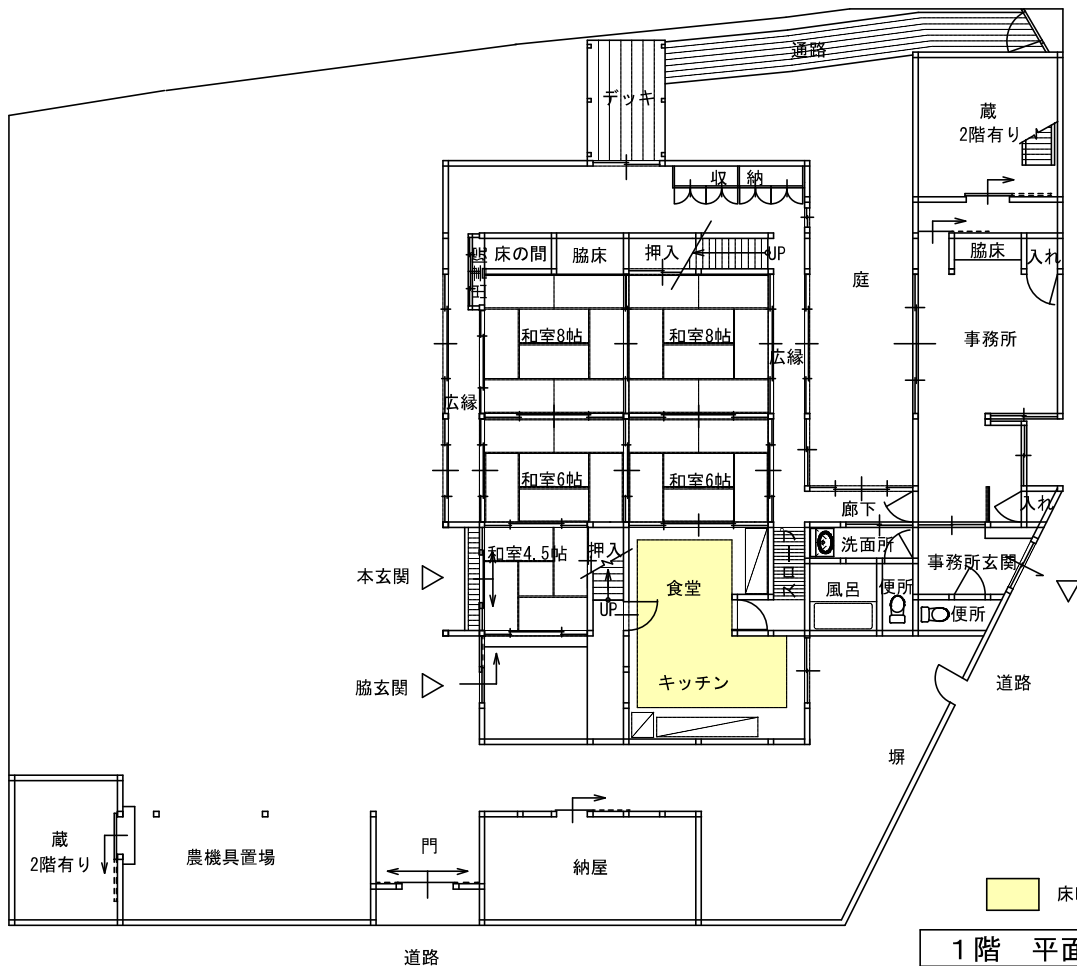 通路
デッキ
蔵
2階有り
収 納
床の間
脇床
押入
UP
脇床
入れ
庭
和室8帖
和室8帖
広縁
事務所
広縁
和室6帖
和室6帖
廊下
入れ
和室4.5帖
押入
スロープ
洗面所
事務所玄関
本玄関
食堂
風呂
便所
UP
便所
脇玄関
キッチン
道路
塀
蔵
2階有り
農機具置場
門
納屋
床
1階 平面
道路